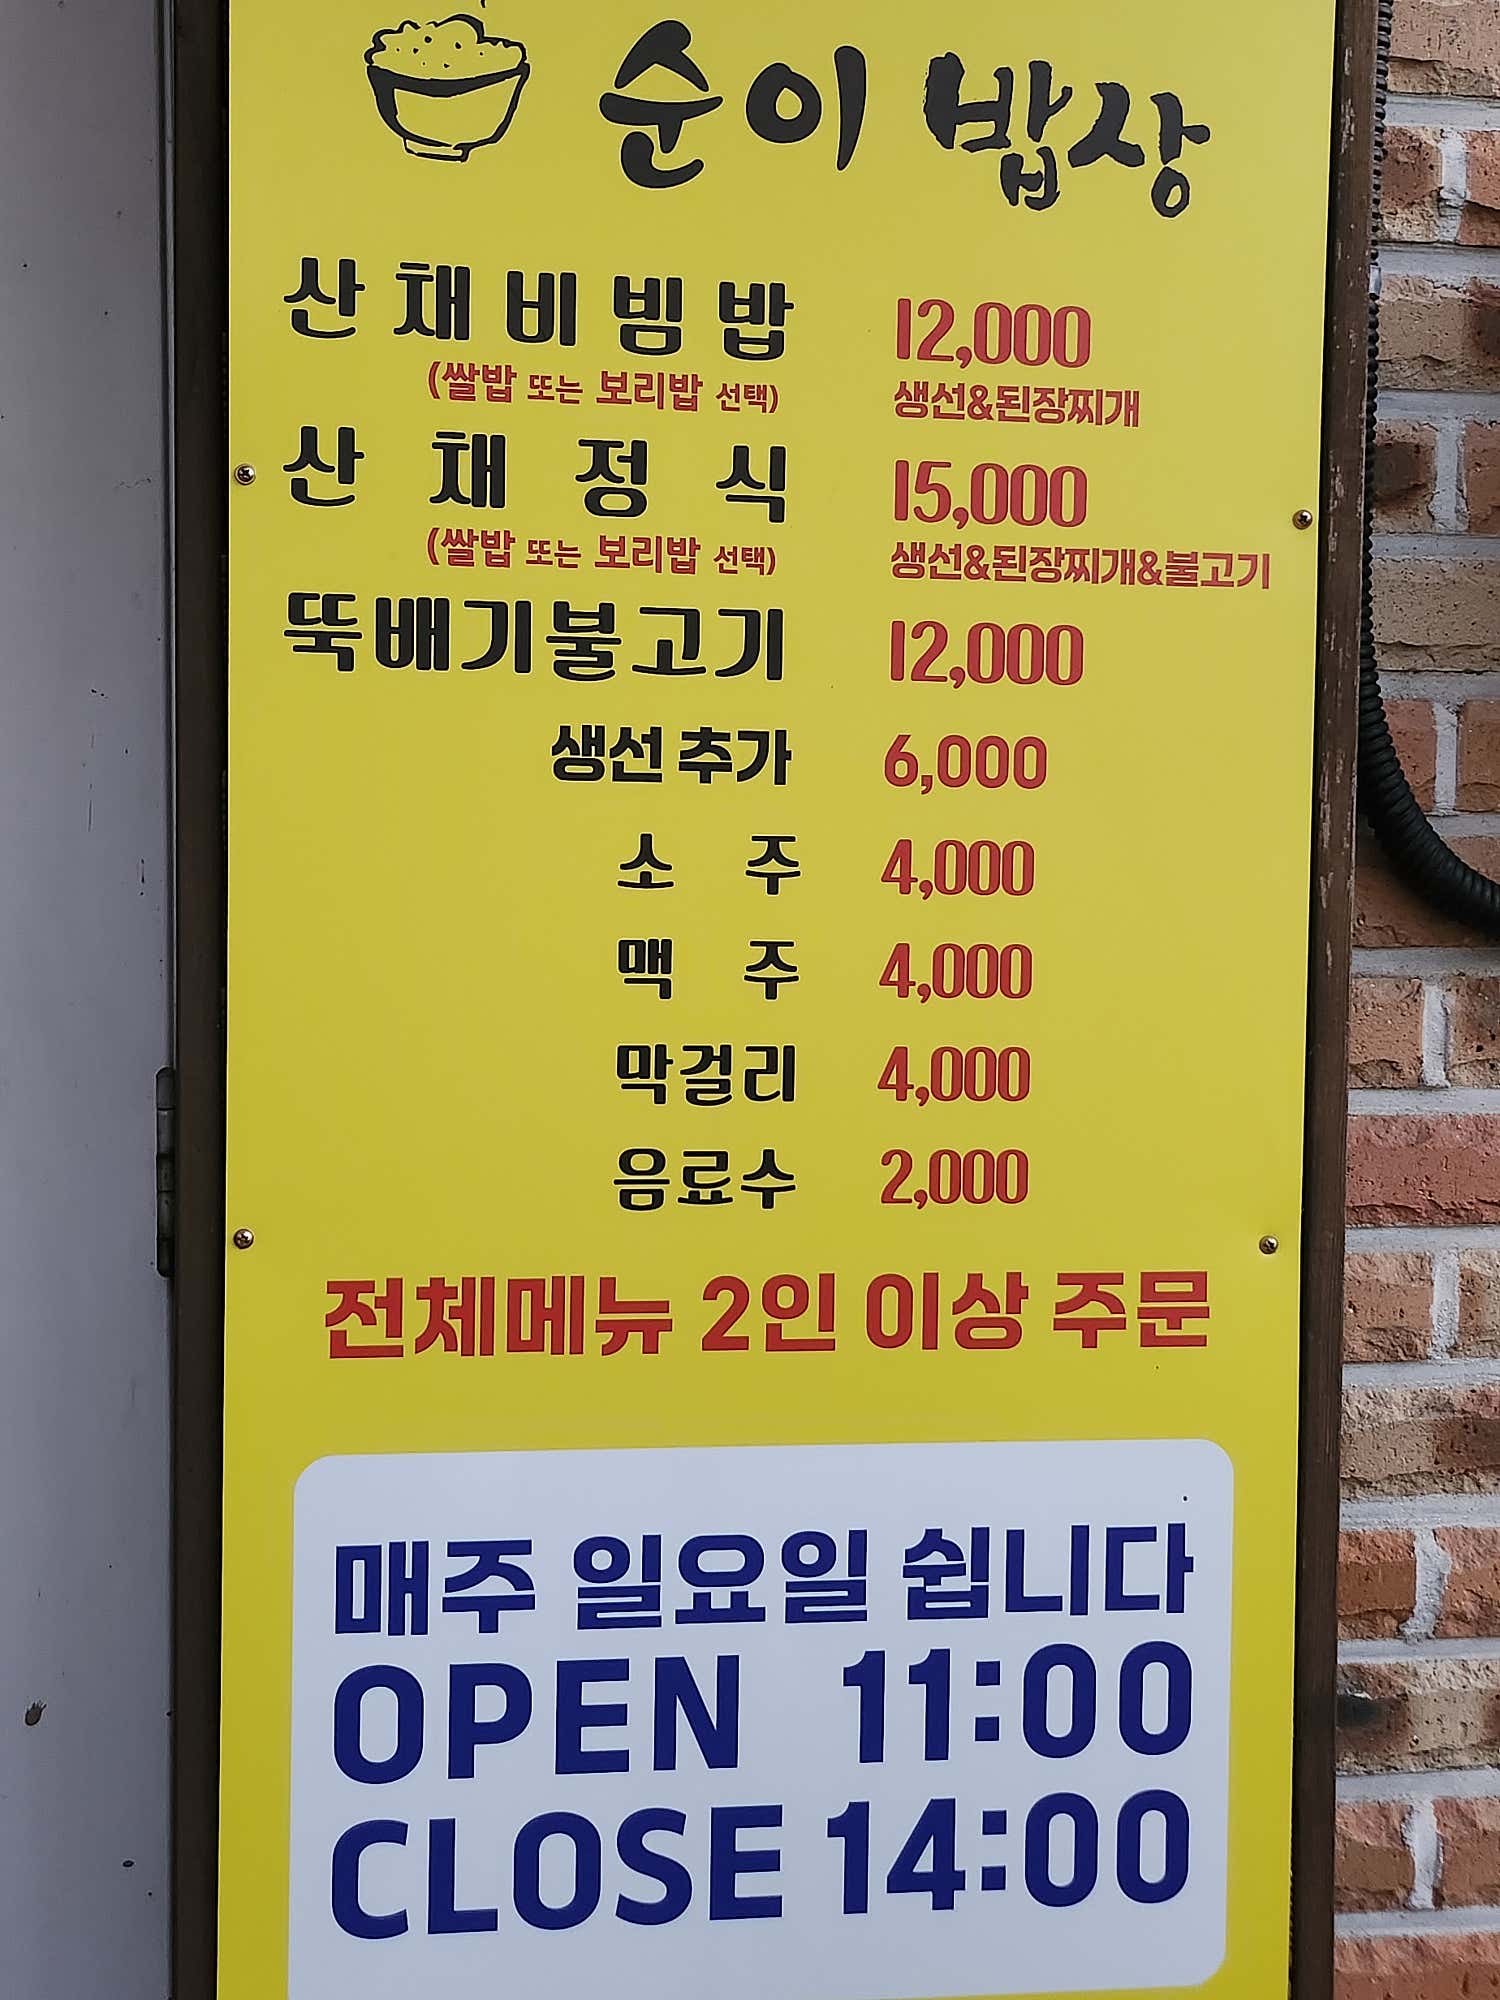 순이 밥상
산채비빔밥 12,000
(쌀밥 또는 보리밥 선택) 생선&된장찌개
산채정식 15,000
(쌀밥 또는 보리밥 선택) 생선&된장찌개&불고기
뚝배기불고기 12,000
생선 추가 6,000
소주 4,000
맥주 4,000
막걸리 4,000
음료수 2,000
전체메뉴 2인 이상 주문
매주 일요일 쉽니다
OPEN 11:00
CLOSE 14:00